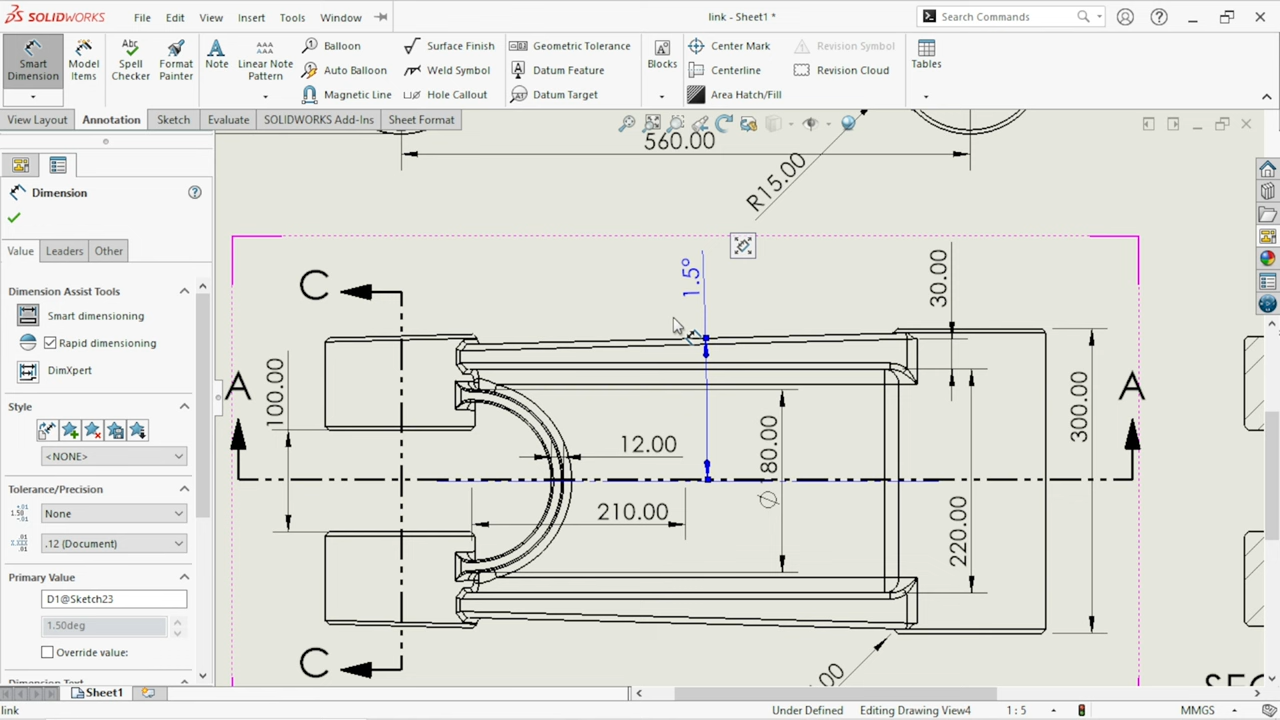 SOLIDWORKS
File Edit View Insert Tools Window
link - Sheet1 *
Search Commands
Smart Dimension
Model Items
Spell Checker
Format Painter
Note
Linear Note Pattern
Balloon
Auto Balloon
Magnetic Line
Surface Finish
Weld Symbol
Hole Callout
Geometric Tolerance
Datum Feature
Datum Target
Blocks
Center Mark
Centerline
Area Hatch/Fill
Revision Symbol
Revision Cloud
Tables
View Layout Annotation Sketch Evaluate SOLIDWORKS Add-Ins Sheet Format
Dimension
Value Leaders Other
Dimension Assist Tools
Smart dimensioning
Rapid dimensioning
DimXpert
Style
<NONE>
Tolerance/Precision
None
.12 (Document)
Primary Value
D1@Sketch23
1.50deg
Override value:
560.00
R15.00
C
1.5°
30.00
A
100.00
12.00
180.00
300.00
A
210.00
220.00
C
Sheet1
link
Under Defined Editing Drawing View4 1 : 5 MMGS